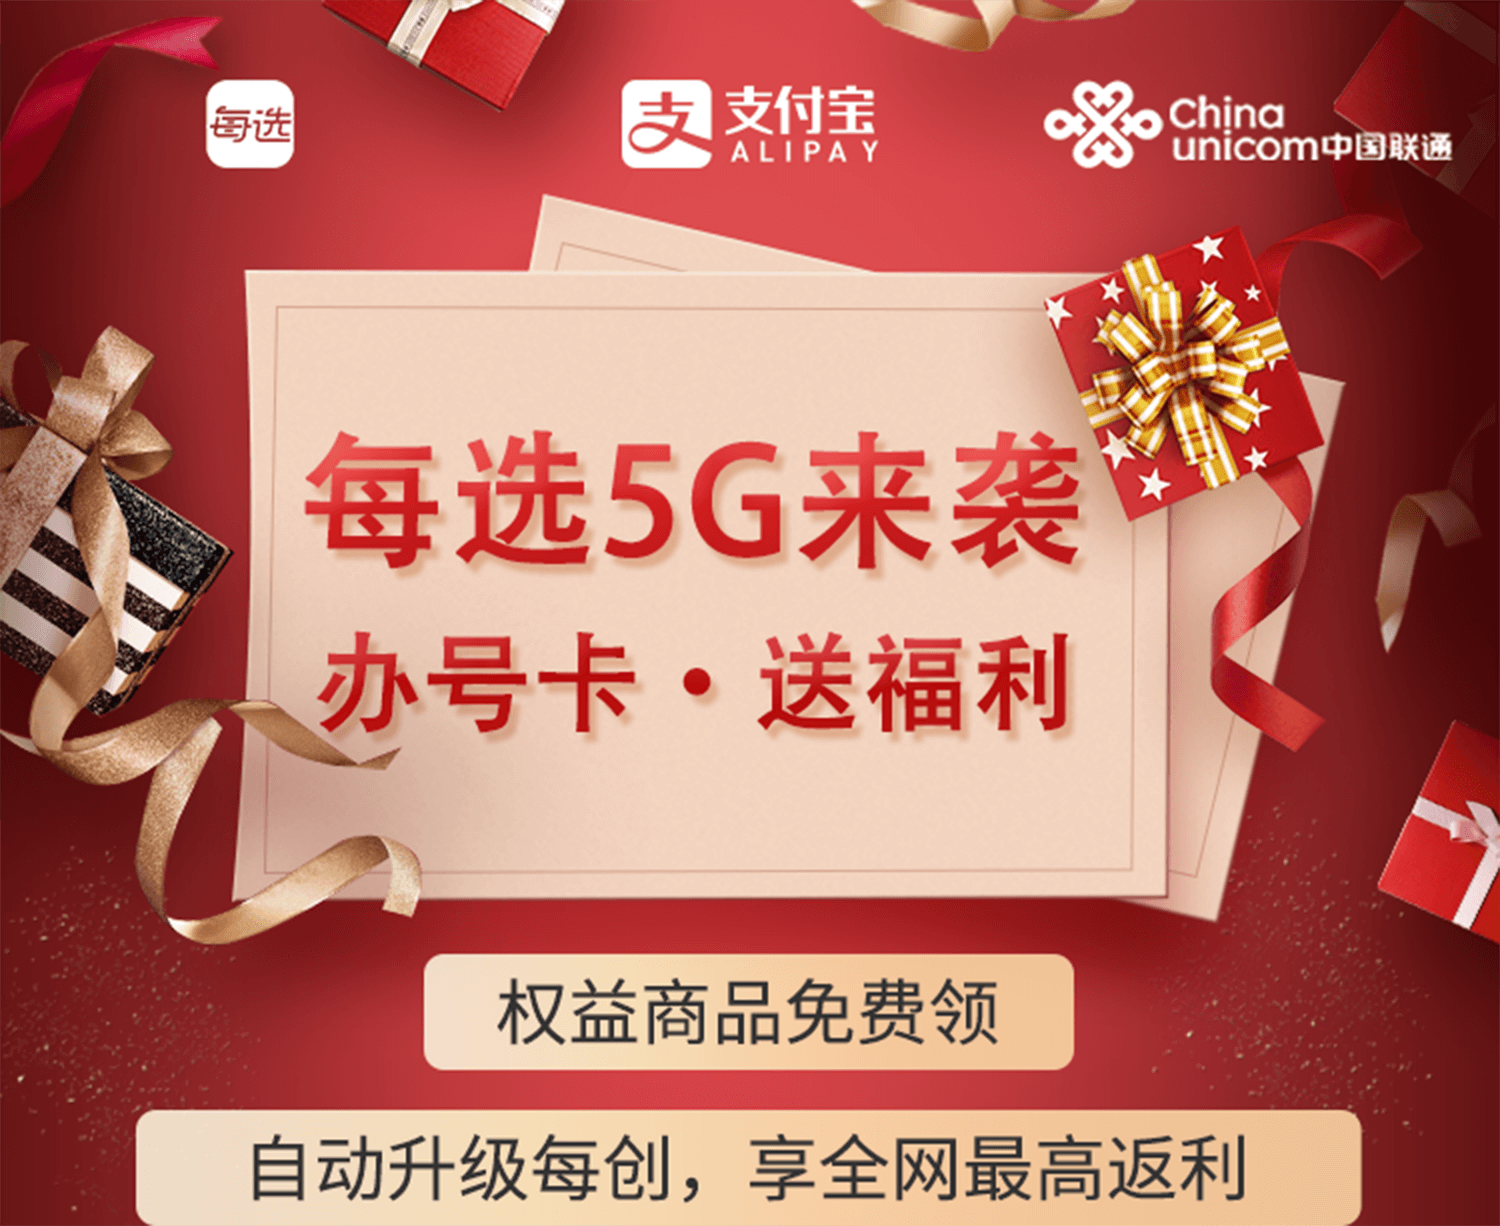 每选
支付宝
ALIPAY
China
unicom中国联通
每选5G来袭
办号卡·送福利
权益商品免费领
自动升级每创，享全网最高返利